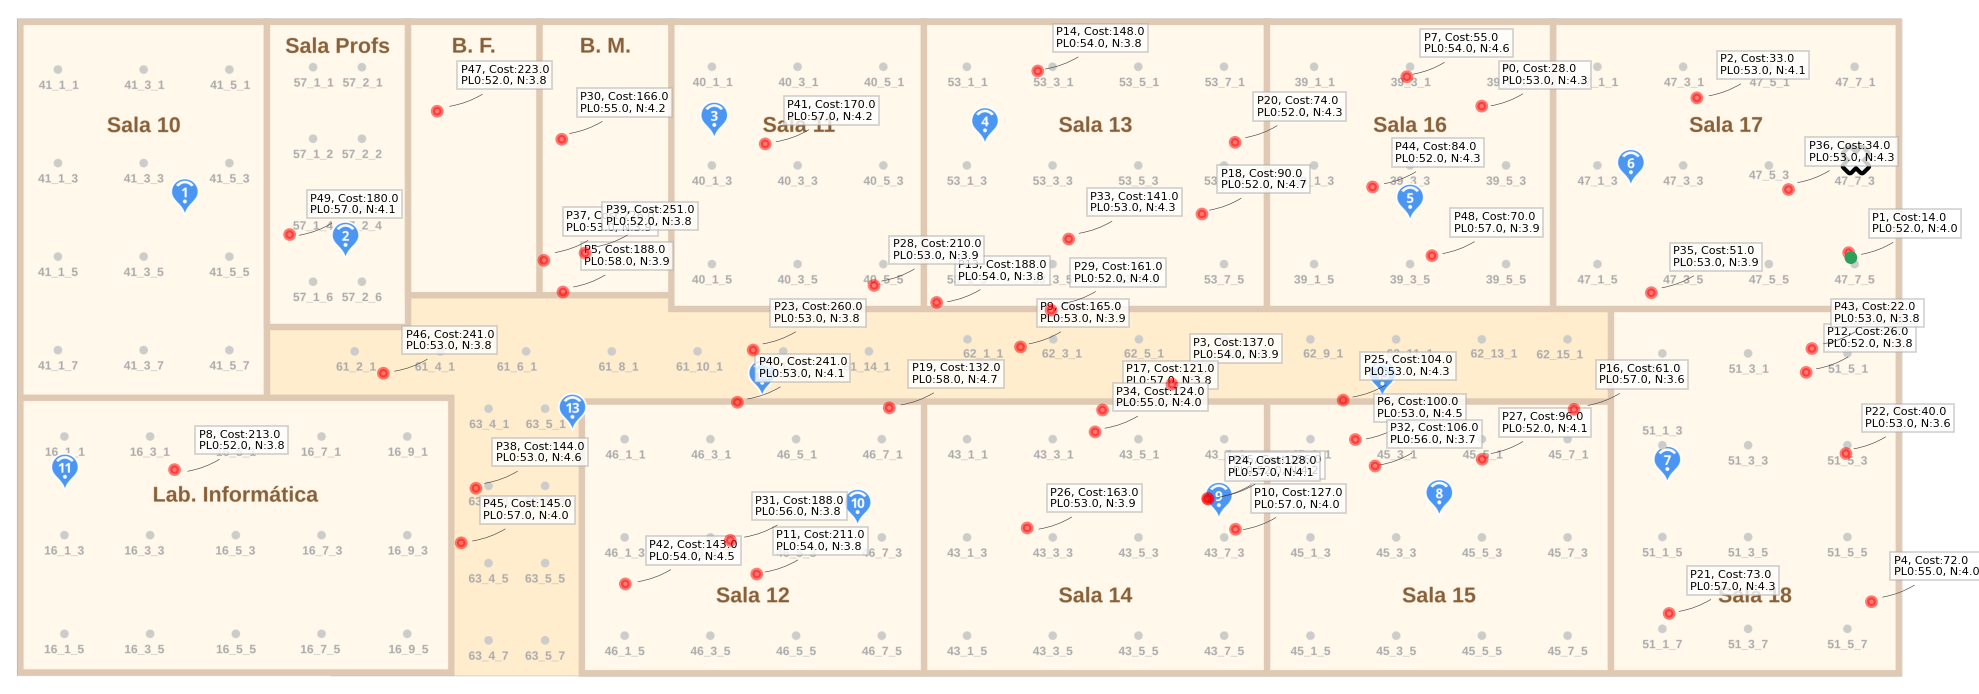 Sala Profs
B. F.
B. M.
P14, Cost:148.0
PL0:54.0, N:3.8
P7, Cost:55.0
PL0:54.0, N:4.6
P2, Cost:33.0
PL0:53.0, N:4.1
P0, Cost:28.0
PL0:53.0, N:4.3
P47, Cost:223.0
PL0:52.0, N:3.8
P30, Cost:166.0
PL0:55.0, N:4.2
P41, Cost:170.0
PL0:57.0, N:4.2
P20, Cost:74.0
PL0:52.0, N:4.3
41_1_1
41_3_1
41_5_1
57_1_1
57_2_1
40_1_1
40_3_1
40_5_1
53_1_1
53_5_1
53_7_1
39_1_1
47_3_1
47_7_1
Sala 10
3
4
Sala 13
Sala 16
Sala 17
57_1_2
57_2_2
P44, Cost:84.0
PL0:52.0, N:4.3
P36, Cost:34.0
PL0:53.0, N:4.3
6
41_1_3
41_3_3
41_5_3
40_1_3
40_3_3
40_5_3
53_1_3
53_3_3
53_5_3
39_5_3
47_1_3
47_3_3
47_5_3
47_7_3
P18, Cost:90.0
PL0:52.0, N:4.7
1
5
P49, Cost:180.0
PL0:57.0, N:4.1
P39, Cost:251.0
PL0:52.0, N:3.8
P33, Cost:141.0
PL0:53.0, N:4.3
P48, Cost:70.0
PL0:57.0, N:3.9
P1, Cost:14.0
PL0:52.0, N:4.0
2
P5, Cost:188.0
PL0:58.0, N:3.9
P28, Cost:210.0
PL0:53.0, N:3.9
P13, Cost:188.0
PL0:54.0, N:3.8
P29, Cost:161.0
PL0:52.0, N:4.0
P35, Cost:51.0
PL0:53.0, N:3.9
41_1_5
41_3_5
41_5_5
57_1_6
57_2_6
40_1_5
40_3_5
40_5_5
53_7_5
39_1_5
39_3_5
39_5_5
47_1_5
47_3_5
47_7_5
P23, Cost:260.0
PL0:53.0, N:3.8
P9, Cost:165.0
PL0:53.0, N:3.9
P43, Cost:22.0
PL0:53.0, N:3.8
P12, Cost:26.0
PL0:52.0, N:3.8
P46, Cost:241.0
PL0:53.0, N:3.8
P3, Cost:137.0
PL0:54.0, N:3.9
41_1_7
41_3_7
41_5_7
61_2_1
61_4_1
61_6_1
61_8_1
61_10_1
62_1_1
62_3_1
62_5_1
62_9_1
62_13_1
62_15_1
51_3_1
51_5_1
P40, Cost:241.0
PL0:53.0, N:4.1
P19, Cost:132.0
PL0:58.0, N:4.7
P17, Cost:121.0
PL0:57.0, N:3.8
P25, Cost:104.0
PL0:53.0, N:4.3
P16, Cost:61.0
PL0:57.0, N:3.6
P34, Cost:124.0
PL0:55.0, N:4.0
P6, Cost:100.0
PL0:53.0, N:4.5
P27, Cost:96.0
PL0:52.0, N:4.1
P22, Cost:40.0
PL0:53.0, N:3.6
13
63_4_1
63_5_1
P8, Cost:213.0
PL0:52.0, N:3.8
P32, Cost:106.0
PL0:56.0, N:3.7
51_1_3
16_1_1
16_3_1
16_7_1
16_9_1
P38, Cost:144.0
PL0:53.0, N:4.6
46_1_1
46_3_1
46_5_1
46_7_1
43_1_1
43_3_1
43_5_1
45_1_1
45_3_1
45_7_1
51_3_3
51_5_3
11
P24, Cost:128.0
PL0:57.0, N:4.1
7
Lab. Informática
9
8
P45, Cost:145.0
PL0:57.0, N:4.0
P31, Cost:188.0
PL0:56.0, N:3.8
10
P26, Cost:163.0
PL0:53.0, N:3.9
P10, Cost:127.0
PL0:57.0, N:4.0
P42, Cost:143.0
PL0:54.0, N:4.5
P11, Cost:211.0
PL0:54.0, N:3.8
16_1_3
16_3_3
16_5_3
16_7_3
16_9_3
46_1_3
43_1_3
43_3_3
43_5_3
43_7_3
45_1_3
45_3_3
45_5_3
45_7_3
51_1_5
51_3_5
51_5_5
63_4_5
63_5_5
P21, Cost:73.0
PL0:57.0, N:4.3
P4, Cost:72.0
PL0:55.0, N:4.0
Sala 12
Sala 14
Sala 15
Sala 18
16_1_5
16_3_5
16_5_5
16_7_5
16_9_5
63_4_7
63_5_7
46_1_5
46_3_5
46_5_5
46_7_5
43_1_5
43_3_5
43_5_5
43_7_5
45_1_5
45_3_5
45_5_5
45_7_5
51_1_7
51_3_7
51_5_7